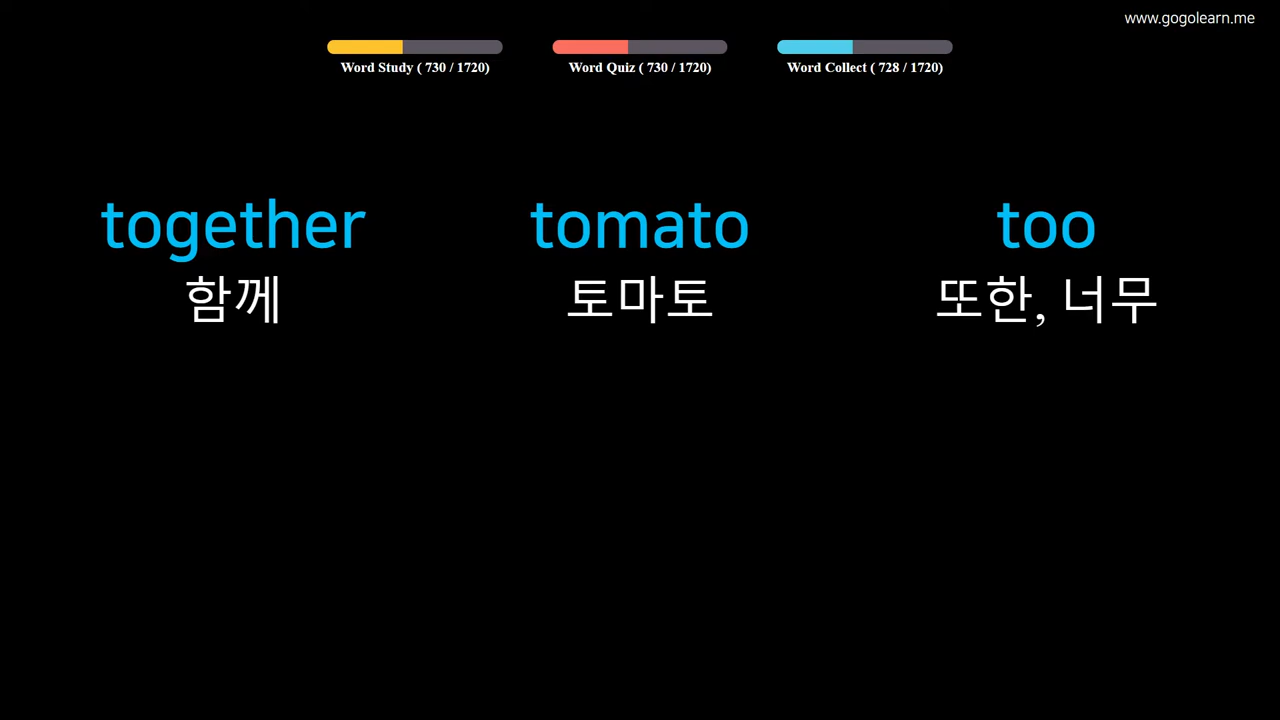 www.gogolearn.me
Word Study ( 730 / 1720) Word Quiz ( 730 / 1720) Word Collect ( 728 / 1720)
together tomato too
함께 토마토 또한, 너무